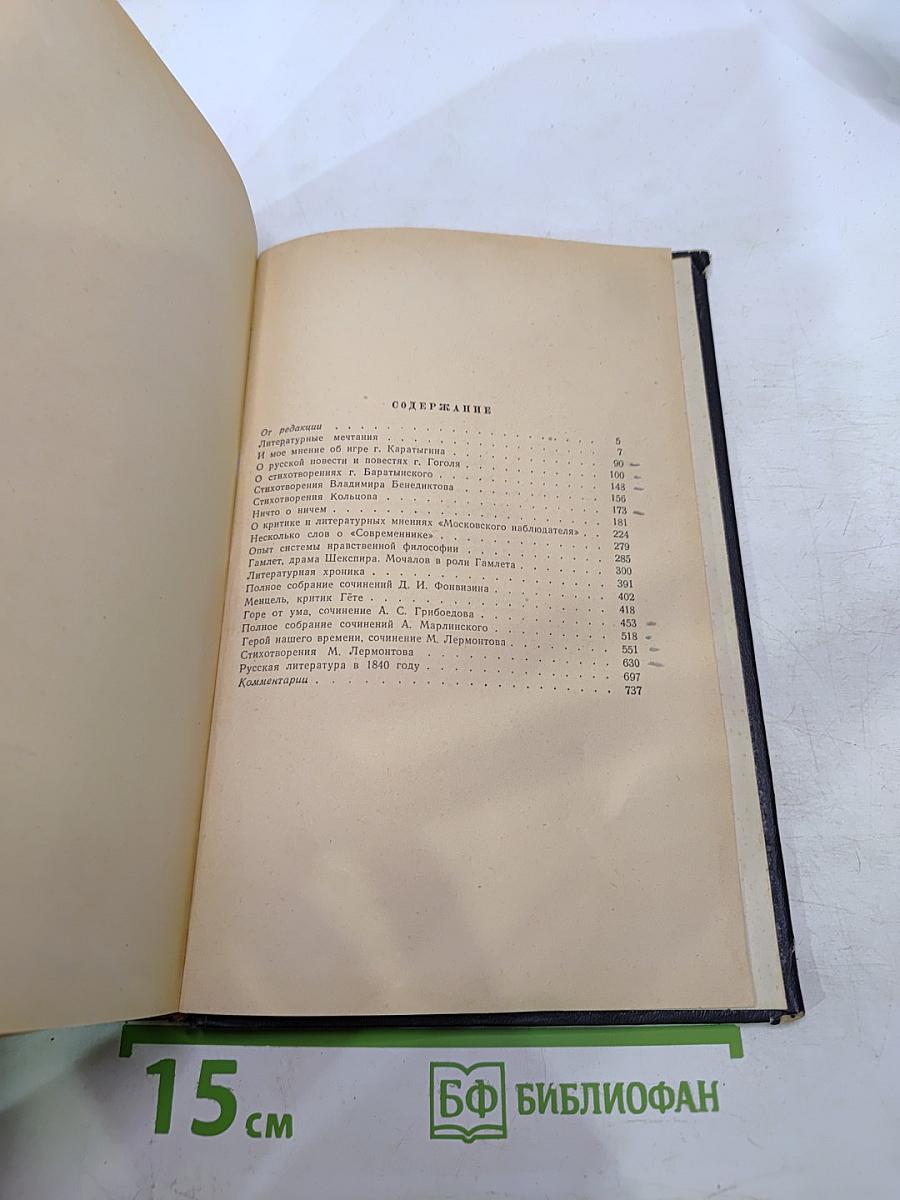 СОДЕРЖАНИЕ
От редакции . . . 5
Литературные мечтания . . . 7
И мое мнение об игре г. Каратыгина . . . 90
О русской повести и повестях г. Гоголя . . . 100
О стихотворениях г. Баратынского . . . 148
Стихотворения Владимира Бенедиктова . . . 156
Стихотворения Кольцова . . . 173
Ничто о ничем . . . 181
О критике и литературных мнениях «Московского наблюдателя» . . 224
Несколько слов о «Современнике» . . . 279
Опыт системы нравственной философии . . . 285
Гамлет, драма Шекспира. Мочалов в роли Гамлета . . . 300
Литературная хроника . . . 391
Полное собрание сочинений Д. И. Фонвизина . . . 402
Менцель, критик Гёте . . . 418
Горе от ума, сочинение А. С. Грибоедова . . . 453
Полное собрание сочинений А. Марлинского . . . 518
Герой нашего времени, сочинение М. Лермонтова . . . 551
Стихотворения М. Лермонтова . . . 630
Русская литература в 1840 году . . . 697
Комментарии . . . 737
15 см
БФ БИБЛИОФАН